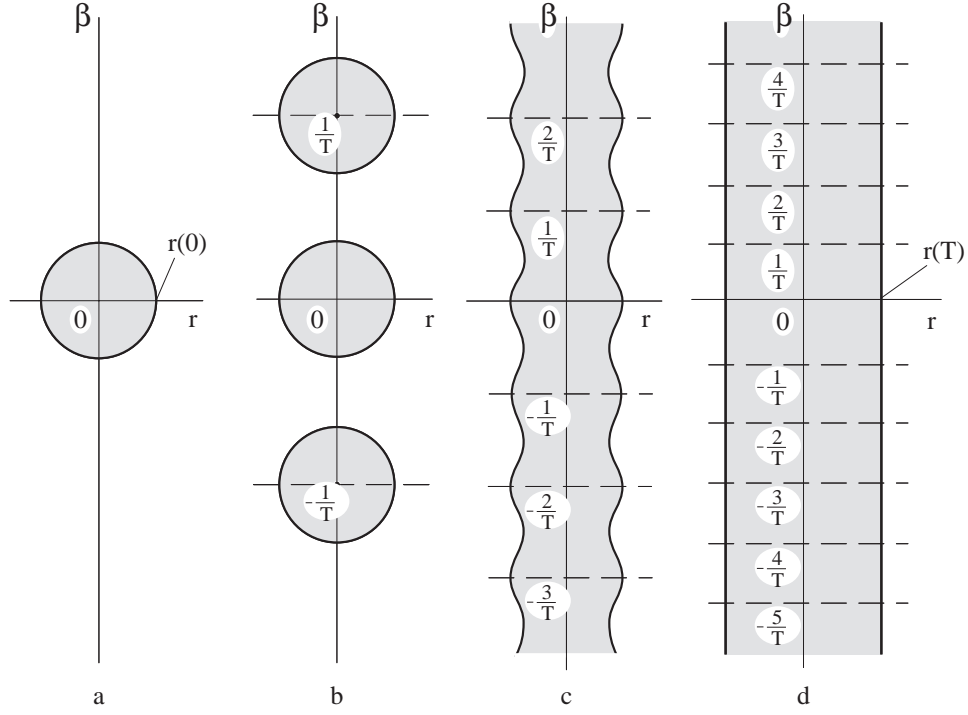 β
r(0)
0
r
a
β
1/T
0
r
-1/T
b
β
2/T
1/T
0
r
-1/T
-2/T
-3/T
c
β
4/T
3/T
2/T
1/T
r(T)
0
r
-1/T
-2/T
-3/T
-4/T
-5/T
d